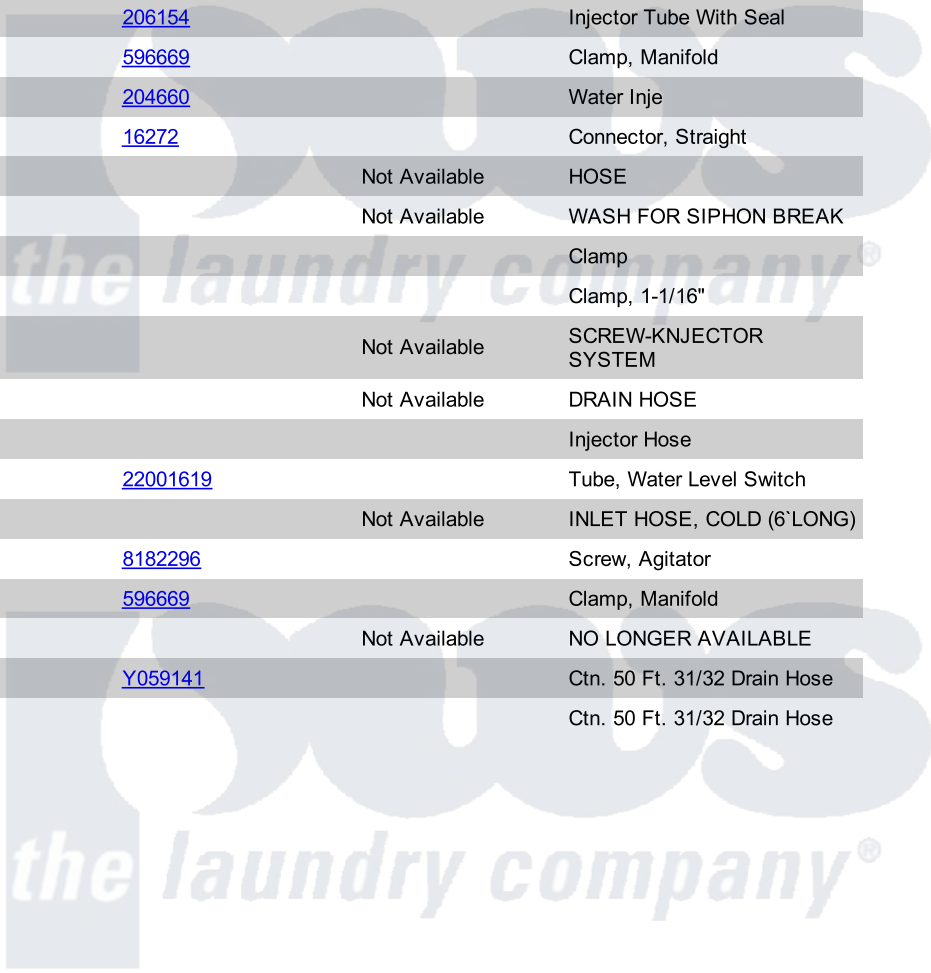 206154 Injector Tube With Seal
596669 Clamp, Manifold
204660 Water Inje
16272 Connector, Straight
Not Available HOSE
Not Available WASH FOR SIPHON BREAK
Clamp
Clamp, 1-1/16"
Not Available SCREW-KNJECTOR
SYSTEM
Not Available DRAIN HOSE
Injector Hose
22001619 Tube, Water Level Switch
Not Available INLET HOSE, COLD (6`LONG)
8182296 Screw, Agitator
596669 Clamp, Manifold
Not Available NO LONGER AVAILABLE
Y059141 Ctn. 50 Ft. 31/32 Drain Hose
Ctn. 50 Ft. 31/32 Drain Hose
pws
the laundry company®
pws
the laundry company®